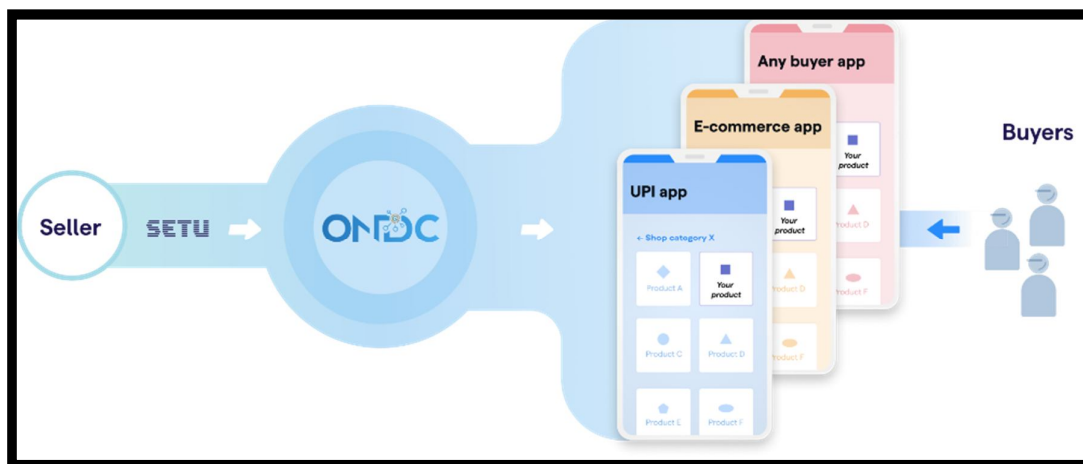 Seller
SETU
ONDC
Any buyer app
Your
product
Product D
Product F
E-commerce app
Your
product
Product D
Product F
UPI app
← Shop category X
Product A
Your
product
Product C
Product D
Product E
Product F
Buyers